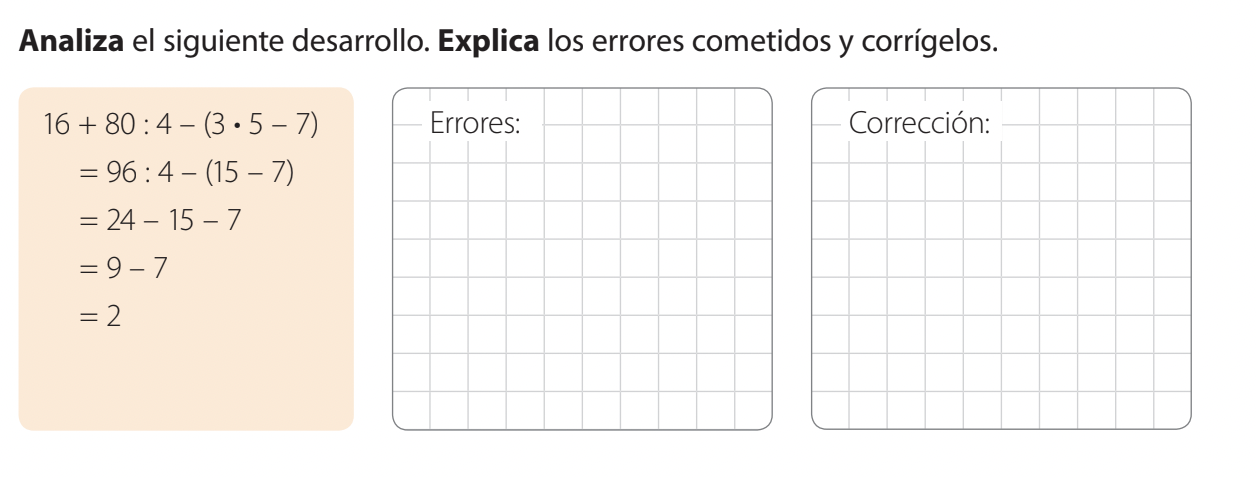 Analiza el siguiente desarrollo. Explica los errores cometidos y corrígelos.
16 + 80 : 4 – (3 • 5 – 7)
= 96 : 4 – (15 – 7)
= 24 – 15 – 7
= 9 – 7
= 2
Errores:
Corrección: